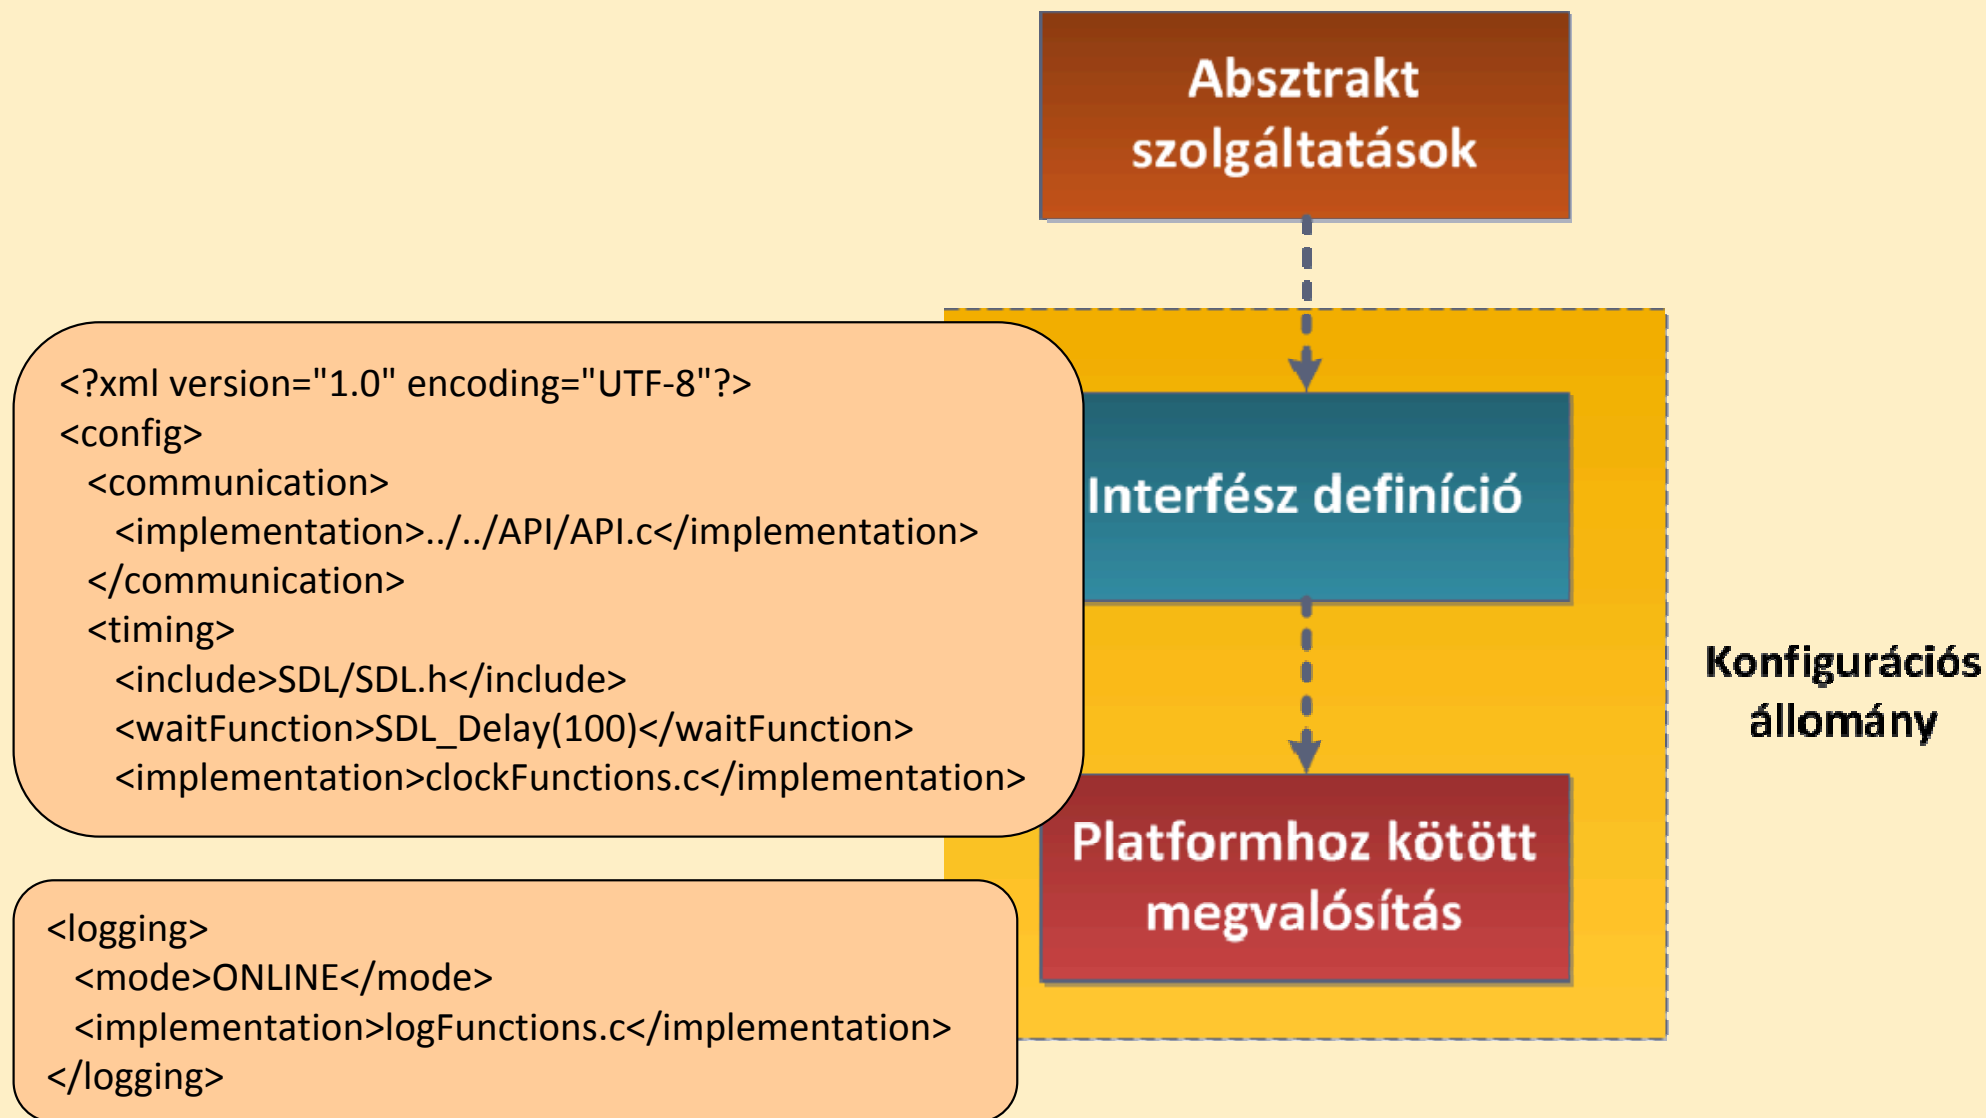 Absztrakt
szolgáltatások
<?xml version="1.0" encoding="UTF-8"?>
<config>
<communication>
<implementation>../../API/API.c</implementation>
</communication>
<timing>
<include>SDL/SDL.h</include>
<waitFunction>SDL_Delay(100)</waitFunction>
<implementation>clockFunctions.c</implementation>
Interfész definíció
Konfigurációs
állomány
Platformhoz kötött
megvalósítás
<logging>
<mode>ONLINE</mode>
<implementation>logFunctions.c</implementation>
</logging>